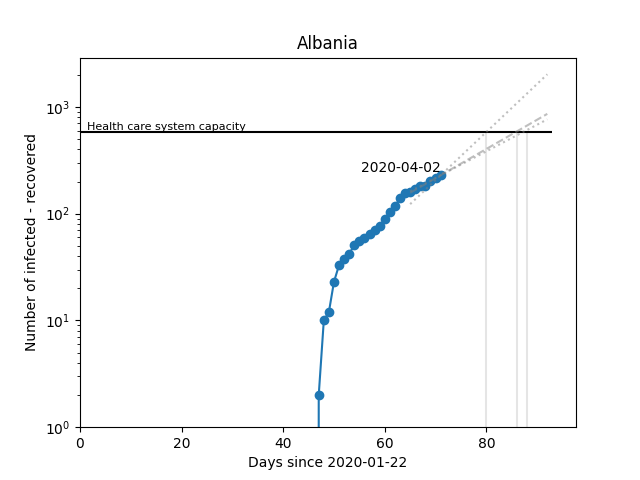 Albania
10³
Health care system capacity
2020-04-02
10²
10¹
10⁰
Number of infected - recovered
0 20 40 60 80
Days since 2020-01-22